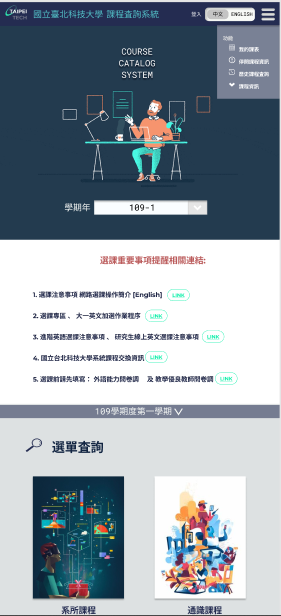 TAIPEI
TECH
國立臺北科技大學 課程查詢系統
登入
中文 ENGLISH
功能
我的課表
停開課程資訊
歷史課程查詢
課程資訊
COURSE
CATALOG
SYSTEM
學期年
109-1
選課重要事項提醒相關連結:
1. 選課注意事項 網路選課操作簡介 [English] LINK
2. 選課專區 、 大一英文加選作業程序 LINK
3. 進階英語選課注意事項 、 研究生線上英文選課注意事項 LINK
4. 國立台北科技大學系統課程交換資訊 LINK
5. 選課前請先填寫： 外語能力問卷調 及 教學優良教師問卷調 LINK
109學期度第一學期
選單查詢
系所課程
通識課程